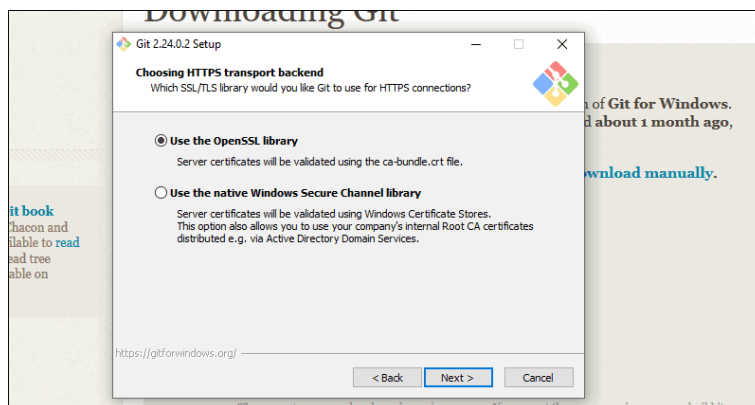 Downloading Git
Git 2.24.0.2 Setup
Choosing HTTPS transport backend
Which SSL/TLS library would you like Git to use for HTTPS connections?
of Git for Windows.
about 1 month ago,
download manually.
Use the OpenSSL library
Server certificates will be validated using the ca-bundle.crt file.
Use the native Windows Secure Channel library
Server certificates will be validated using Windows Certificate Stores.
This option also allows you to use your company's internal Root CA certificates
distributed e.g. via Active Directory Domain Services.
it book
Chacon and
ilable to read
ead tree
able on
https://gitforwindows.org/
< Back
Next >
Cancel